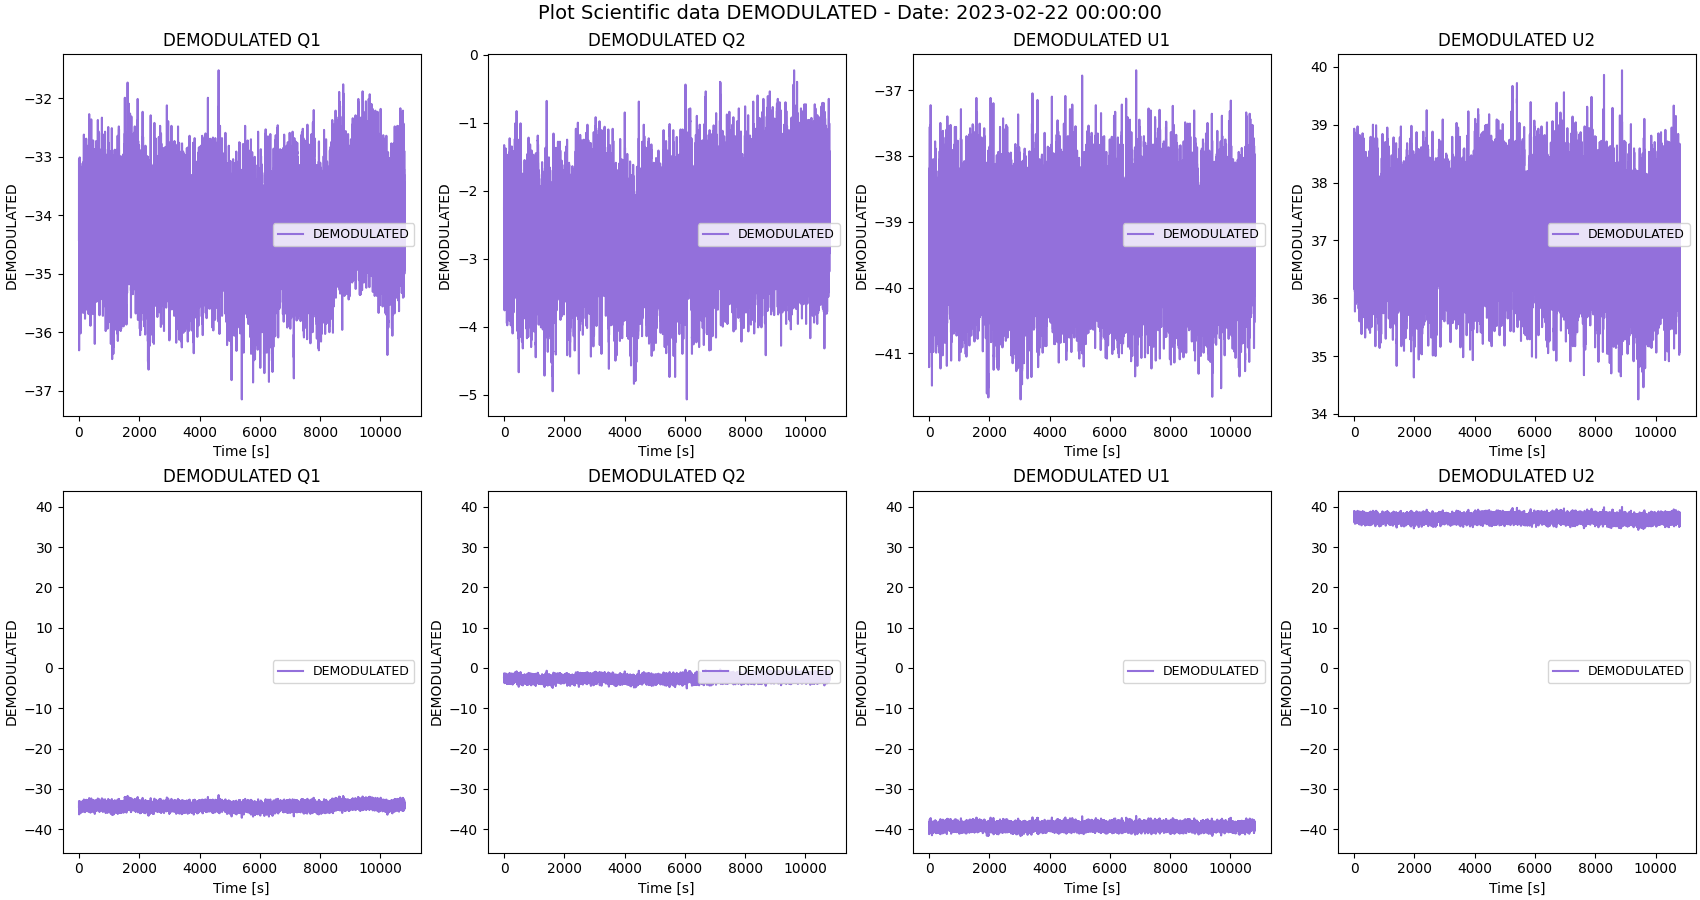 Plot Scientific data DEMODULATED - Date: 2023-02-22 00:00:00
DEMODULATED Q1
DEMODULATED
−32
−33
−34
−35
−36
−37
DEMODULATED
0 2000 4000 6000 8000 10000
Time [s]
DEMODULATED Q2
DEMODULATED
0
−1
−2
−3
−4
−5
DEMODULATED
0 2000 4000 6000 8000 10000
Time [s]
DEMODULATED U1
DEMODULATED
−37
−38
−39
−40
−41
DEMODULATED
0 2000 4000 6000 8000 10000
Time [s]
DEMODULATED U2
DEMODULATED
40
39
38
37
36
35
34
DEMODULATED
0 2000 4000 6000 8000 10000
Time [s]
DEMODULATED Q1
DEMODULATED
40
30
20
10
0
−10
−20
−30
−40
DEMODULATED
0 2000 4000 6000 8000 10000
Time [s]
DEMODULATED Q2
DEMODULATED
40
30
20
10
0
−10
−20
−30
−40
DEMODULATED
0 2000 4000 6000 8000 10000
Time [s]
DEMODULATED U1
DEMODULATED
40
30
20
10
0
−10
−20
−30
−40
DEMODULATED
0 2000 4000 6000 8000 10000
Time [s]
DEMODULATED U2
DEMODULATED
40
30
20
10
0
−10
−20
−30
−40
DEMODULATED
0 2000 4000 6000 8000 10000
Time [s]